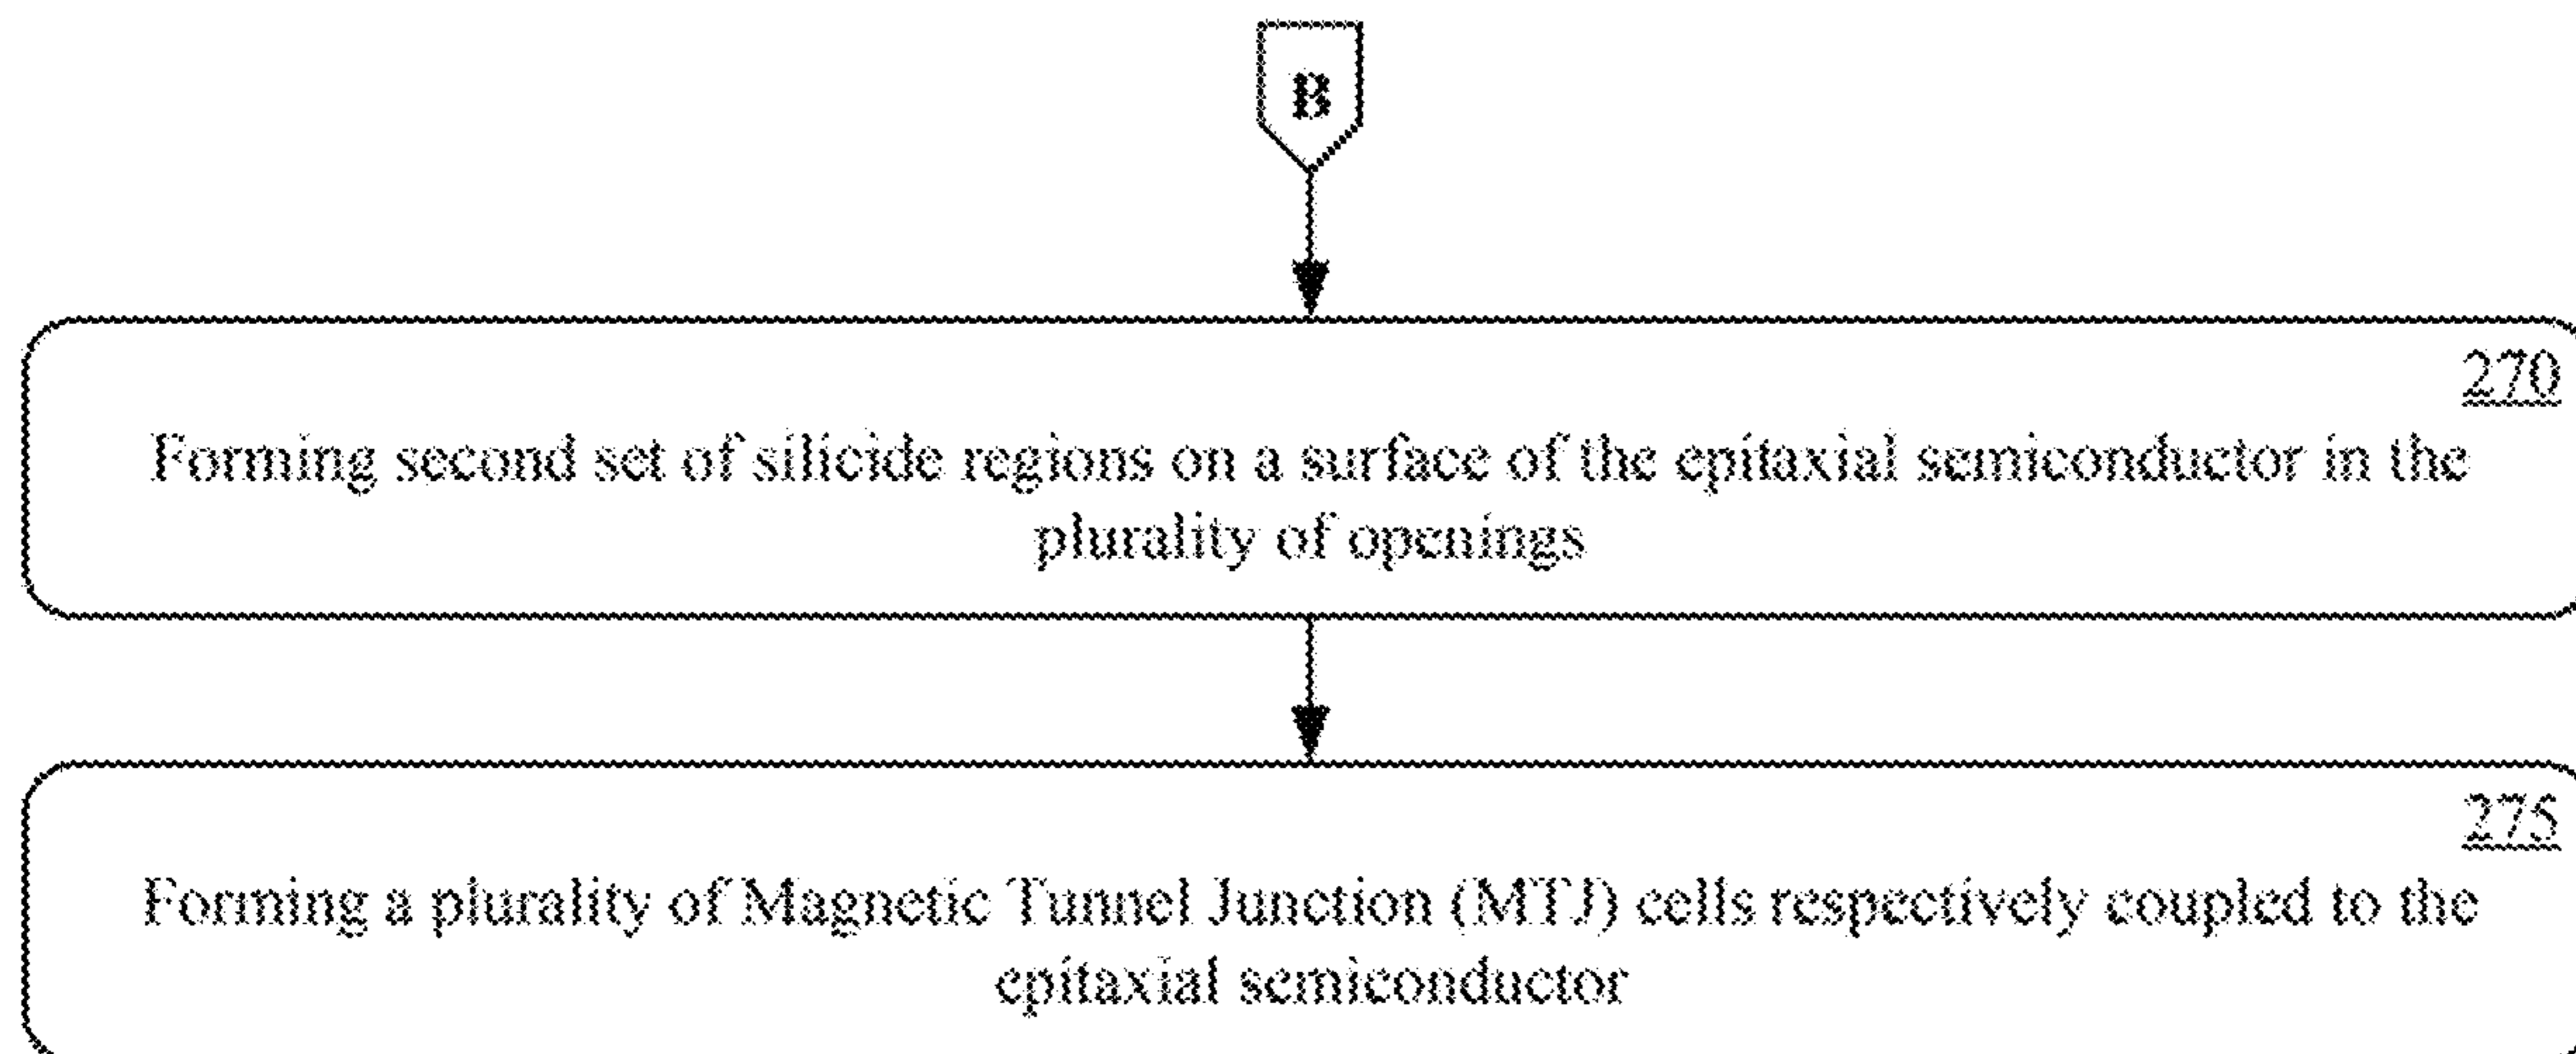 B
270
Forming second set of silicide regions on a surface of the epitaxial semiconductor in the
plurality of openings
275
Forming a plurality of Magnetic Tunnel Junction (MTJ) cells respectively coupled to the
epitaxial semiconductor